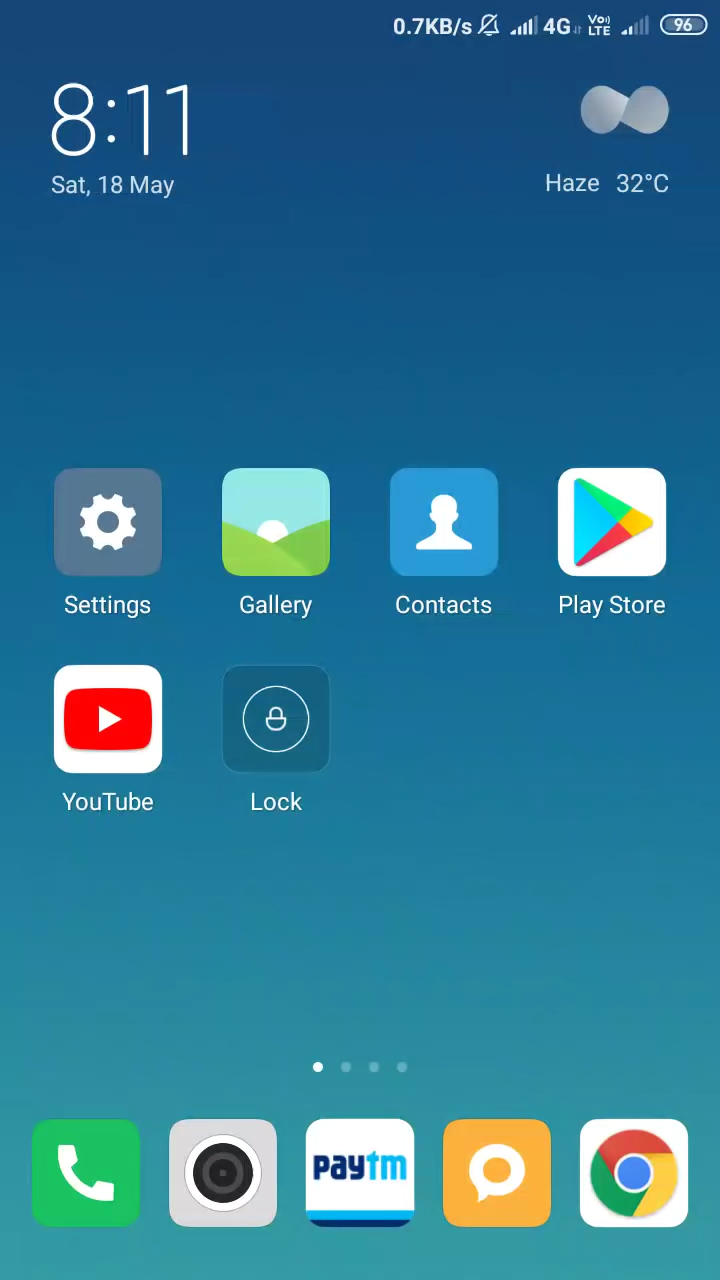 0.7KB/s 4G Vo) LTE 96
8:11
Sat, 18 May
Haze 32°C
Settings Gallery Contacts Play Store
YouTube Lock
paytm